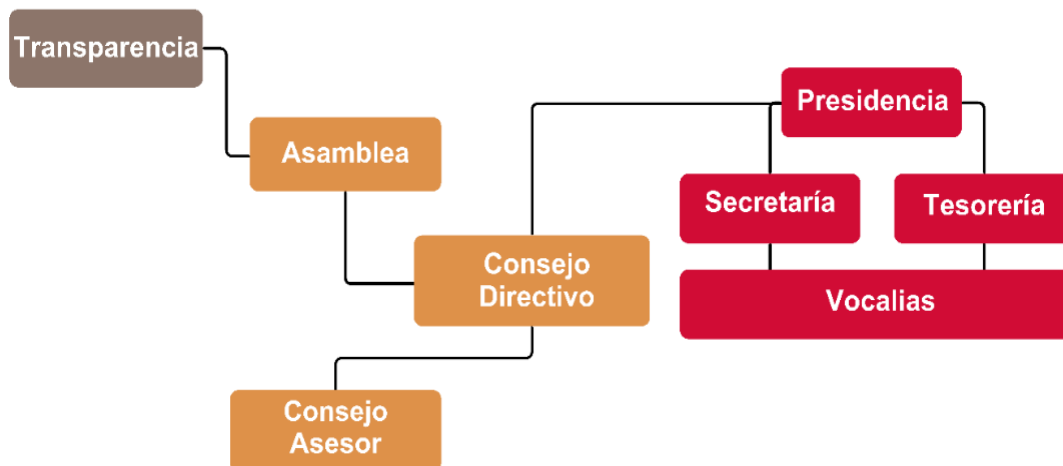 Transparencia
Asamblea
Consejo
Directivo
Consejo
Asesor
Presidencia
Secretaría
Tesorería
Vocalias